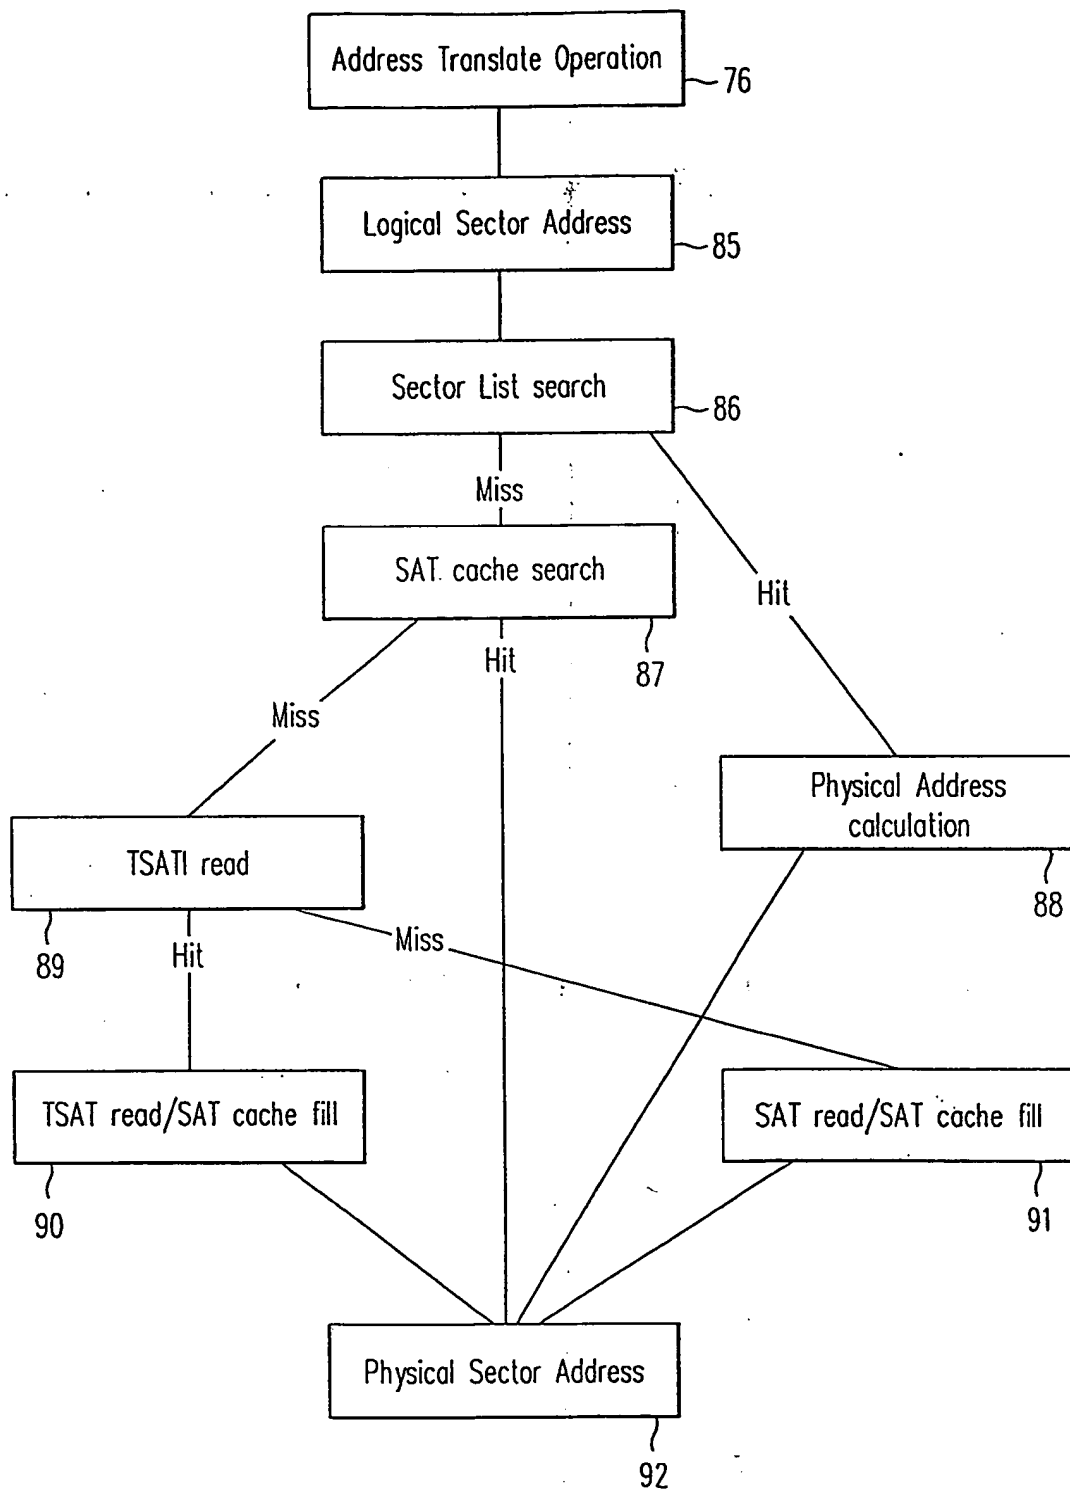 Address Translate Operation
76
Logical Sector Address
85
Sector List search
86
Miss
Hit
SAT cache search
87
Miss
Hit
Physical Address
calculation
88
TSATI read
89
Hit
Miss
TSAT read/SAT cache fill
90
SAT read/SAT cache fill
91
Physical Sector Address
92